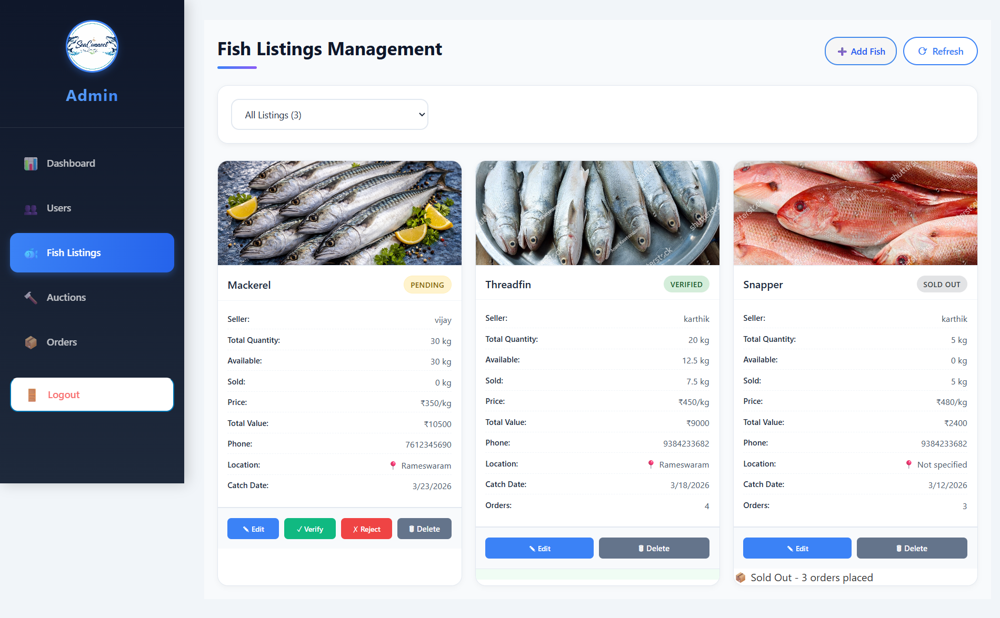 SeaConnect
Admin
Dashboard
Users
Fish Listings
Auctions
Orders
Logout
Fish Listings Management
Add Fish
Refresh
All Listings (3)
Mackerel
PENDING
Seller: vijay
Total Quantity: 30 kg
Available: 30 kg
Sold: 0 kg
Price: ₹350/kg
Total Value: ₹10500
Phone: 7612345690
Location: Rameswaram
Catch Date: 3/23/2026
Edit
✓ Verify
✗ Reject
Delete
shutterstock
Threadfin
VERIFIED
Seller: karthik
Total Quantity: 20 kg
Available: 12.5 kg
Sold: 7.5 kg
Price: ₹450/kg
Total Value: ₹9000
Phone: 9384233682
Location: Rameswaram
Catch Date: 3/18/2026
Orders: 4
Edit
Delete
shutterstock
Snapper
SOLD OUT
Seller: karthik
Total Quantity: 5 kg
Available: 0 kg
Sold: 5 kg
Price: ₹480/kg
Total Value: ₹2400
Phone: 9384233682
Location: Not specified
Catch Date: 3/12/2026
Orders: 3
Edit
Delete
Sold Out - 3 orders placed